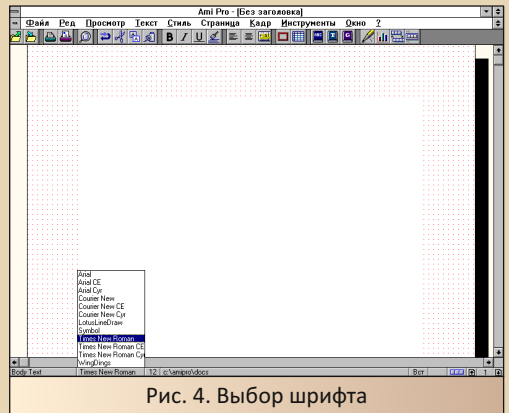 Ami Pro - [Без заголовка]
Файл Ред Просмотр Текст Стиль Страница Кадр Инструменты Окно ?
B I U
Arial
Arial CE
Arial Cyr
Courier New
Courier New CE
Courier New Cyr
LotusLineDraw
Symbol
Times New Roman
Times New Roman CE
Times New Roman Cyr
WingDings
Body Text Times New Roman 12 c:\amipro\docs Вст 1
Рис. 4. Выбор шрифта